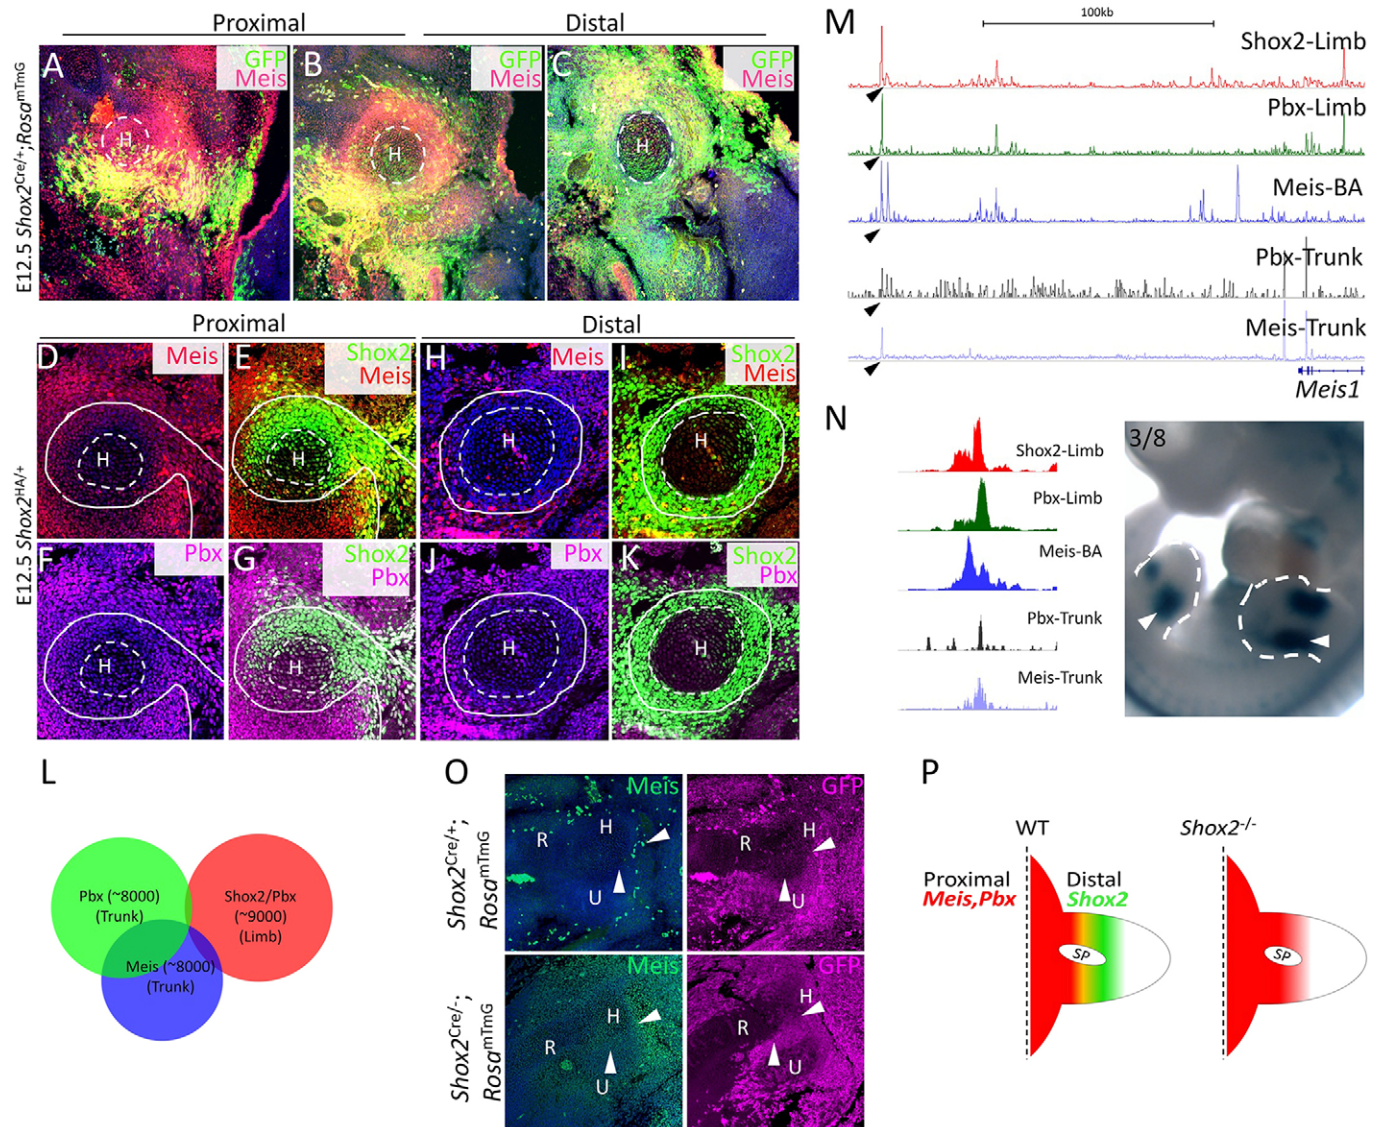 Proximal
Distal
E12.5 Shox2Cre/+;RosamTmG
A
GFP
Meis
H
B
GFP
Meis
H
C
GFP
Meis
H
Proximal
Distal
E12.5 Shox2HA/+
D
Meis
H
E
Shox2
Meis
H
H
Meis
H
I
Shox2
Meis
H
F
Pbx
H
G
Shox2
Pbx
H
J
Pbx
H
K
Shox2
Pbx
H
L
Pbx (~8000)
(Trunk)
Shox2/Pbx
(~9000)
(Limb)
Meis (~8000)
(Trunk)
M
100kb
Shox2-Limb
Pbx-Limb
Meis-BA
Pbx-Trunk
Meis-Trunk
Meis1
N
Shox2-Limb
Pbx-Limb
Meis-BA
Pbx-Trunk
Meis-Trunk
3/8
O
Shox2Cre/+;
RosamTmG
Meis
H
R
U
GFP
H
R
U
Shox2Cre/-;
RosamTmG
Meis
H
R
U
GFP
H
R
U
P
WT
Shox2-/-
Proximal
Meis,Pbx
Distal
Shox2
SP
SP